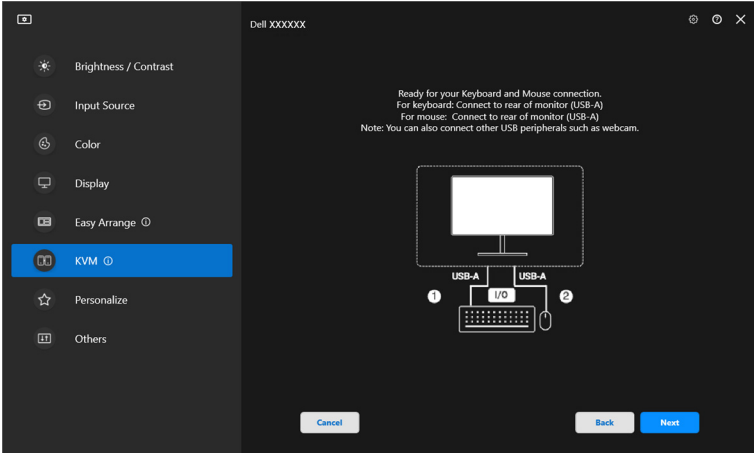 Dell XXXXXX
Brightness / Contrast
Input Source
Color
Display
Easy Arrange
KVM
Personalize
Others
Ready for your Keyboard and Mouse connection.
For keyboard: Connect to rear of monitor (USB-A)
For mouse: Connect to rear of monitor (USB-A)
Note: You can also connect other USB peripherals such as webcam.
USB-A USB-A
1 I/O 2
Cancel Back Next